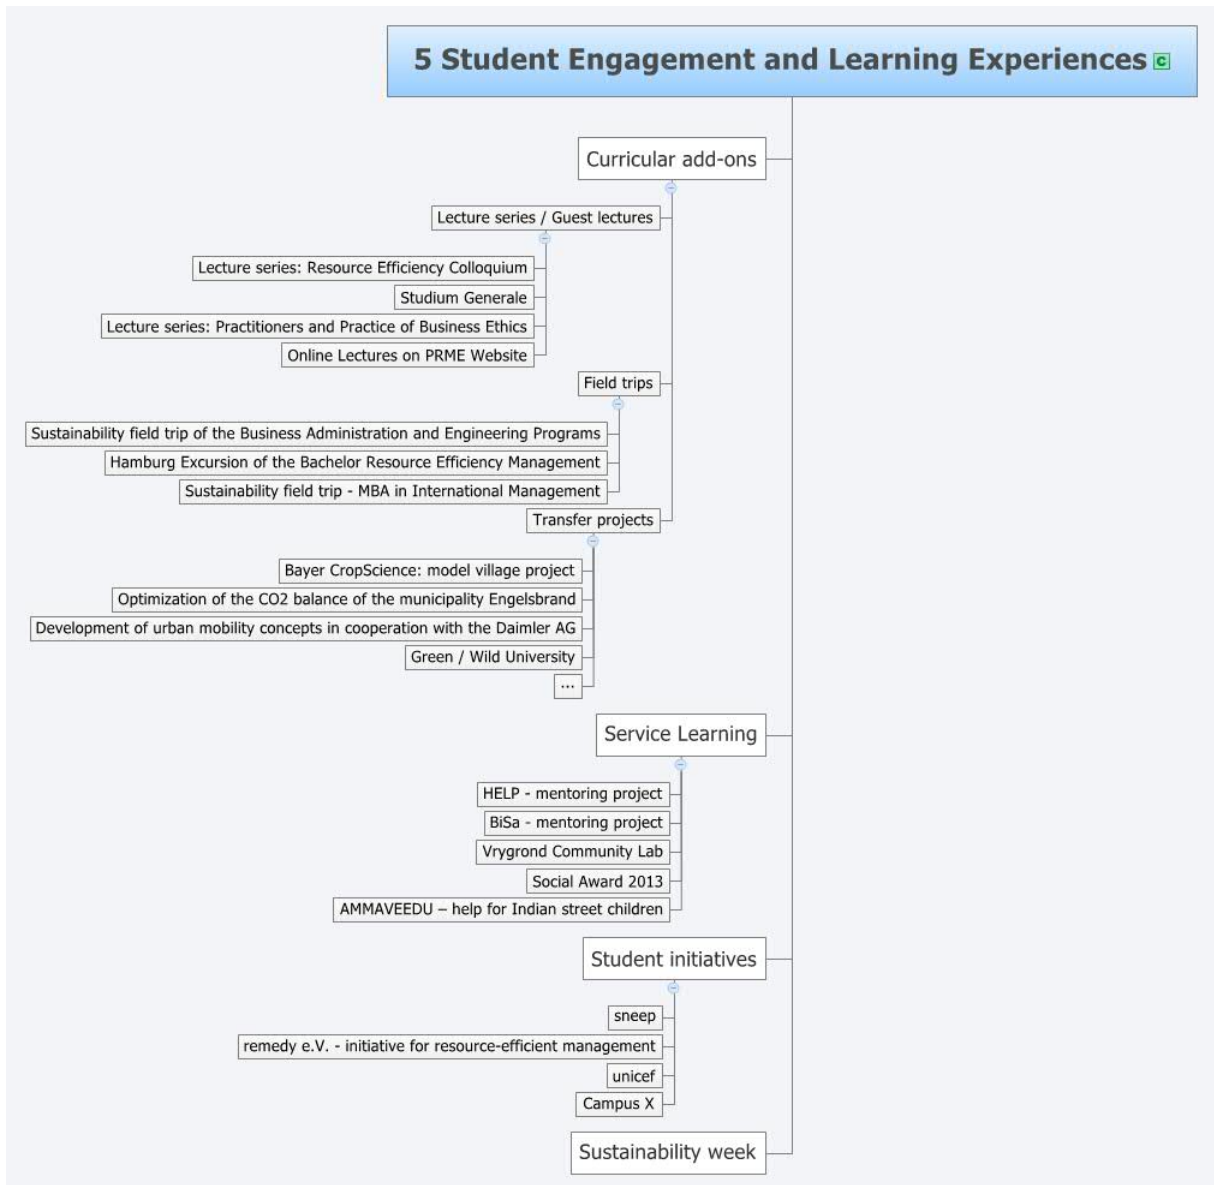 5 Student Engagement and Learning Experiences C
Curricular add-ons
Lecture series / Guest lectures
Lecture series: Resource Efficiency Colloquium
Studium Generale
Lecture series: Practitioners and Practice of Business Ethics
Online Lectures on PRME Website
Field trips
Sustainability field trip of the Business Administration and Engineering Programs
Hamburg Excursion of the Bachelor Resource Efficiency Management
Sustainability field trip - MBA in International Management
Transfer projects
Bayer CropScience: model village project
Optimization of the CO2 balance of the municipality Engelsbrand
Development of urban mobility concepts in cooperation with the Daimler AG
Green / Wild University
...
Service Learning
HELP - mentoring project
BiSa - mentoring project
Vrygrond Community Lab
Social Award 2013
AMMAVEEDU – help for Indian street children
Student initiatives
sneep
remedy e.V. - initiative for resource-efficient management
unicef
Campus X
Sustainability week